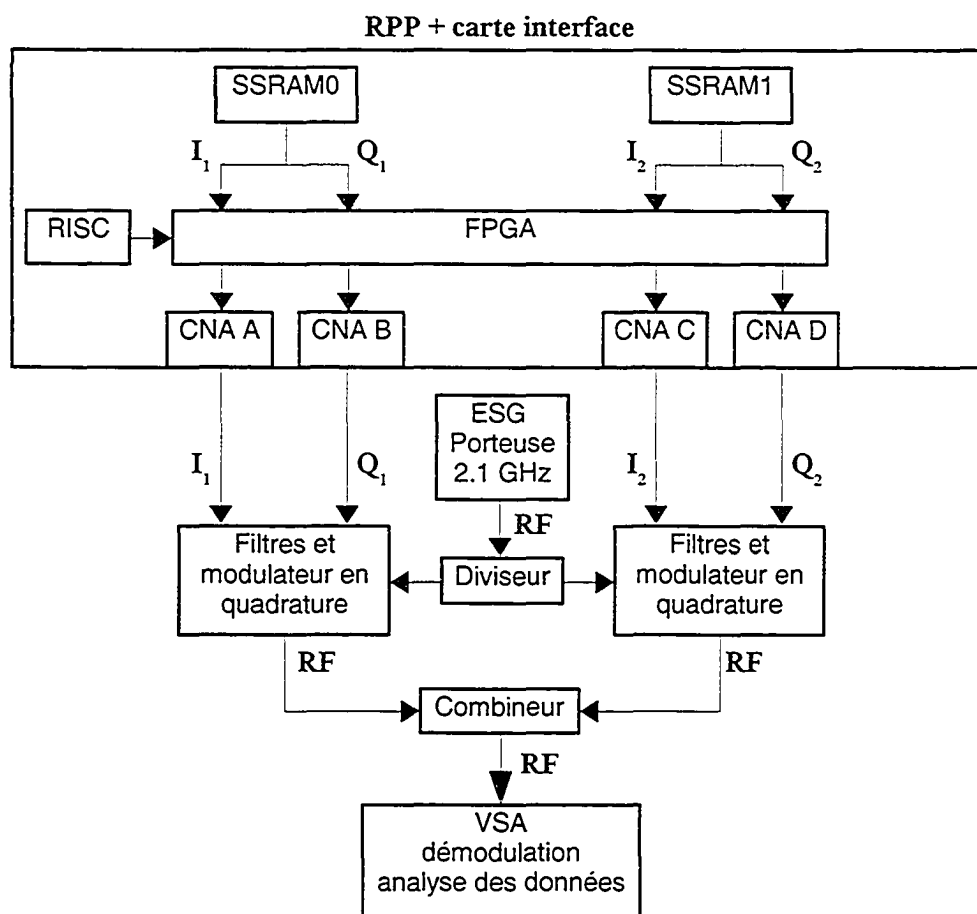 RPP + carte interface
SSRAM0 SSRAM1
I₁ Q₁ I₂ Q₂
RISC FPGA
CNA A CNA B CNA C CNA D
ESG
Porteuse
2.1 GHz
I₁ Q₁ I₂ Q₂
RF
Filtres et
modulateur en
quadrature
Diviseur
Filtres et
modulateur en
quadrature
RF RF
Combineur
RF
VSA
démodulation
analyse des données